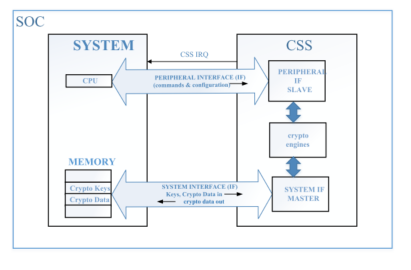 SOC
SYSTEM
CSS
CSS IRQ
CPU
PERIPHERAL INTERFACE (IF)
(commands & configuration)
PERIPHERAL
IF
SLAVE
crypto
engines
MEMORY
Crypto Keys
Crypto Data
SYSTEM INTERFACE (IF)
Keys, Crypto Data in
crypto data out
SYSTEM IF
MASTER